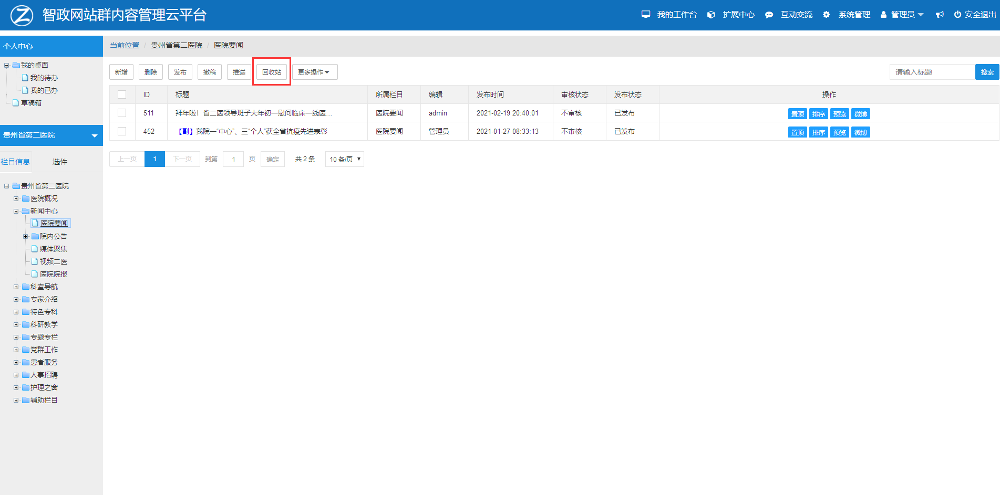 智政网站群内容管理云平台
我的工作台 扩展中心 互动交流 系统管理 管理员 安全退出
个人中心
我的桌面
我的待办
我的已办
草稿箱
贵州省第二医院
栏目信息 选件
贵州省第二医院
医院概况
新闻中心
医院要闻
院内公告
媒体聚焦
视频二医
医院院报
科室导航
专家介绍
特色专科
科研教学
专题专栏
党群工作
患者服务
人事招聘
护理之窗
辅助栏目
当前位置 / 贵州省第二医院 / 医院要闻
新增 删除 发布 撤稿 推送 回收站 更多操作 请输入标题 搜索
ID 标题 所属栏目 编辑 发布时间 审核状态 发布状态 操作
511 拜年啦！省二医领导班子大年初一慰问临床一线医... 医院要闻 admin 2021-02-19 20:40:01 不审核 已发布 置顶 排序 预览 微博
452 【副】我院一“中心”、三“个人”获全省抗疫先进表彰 医院要闻 管理员 2021-01-27 08:33:13 不审核 已发布 置顶 排序 预览 微博
上一页 1 下一页 到第 1 页 确定 共 2 条 10 条/页